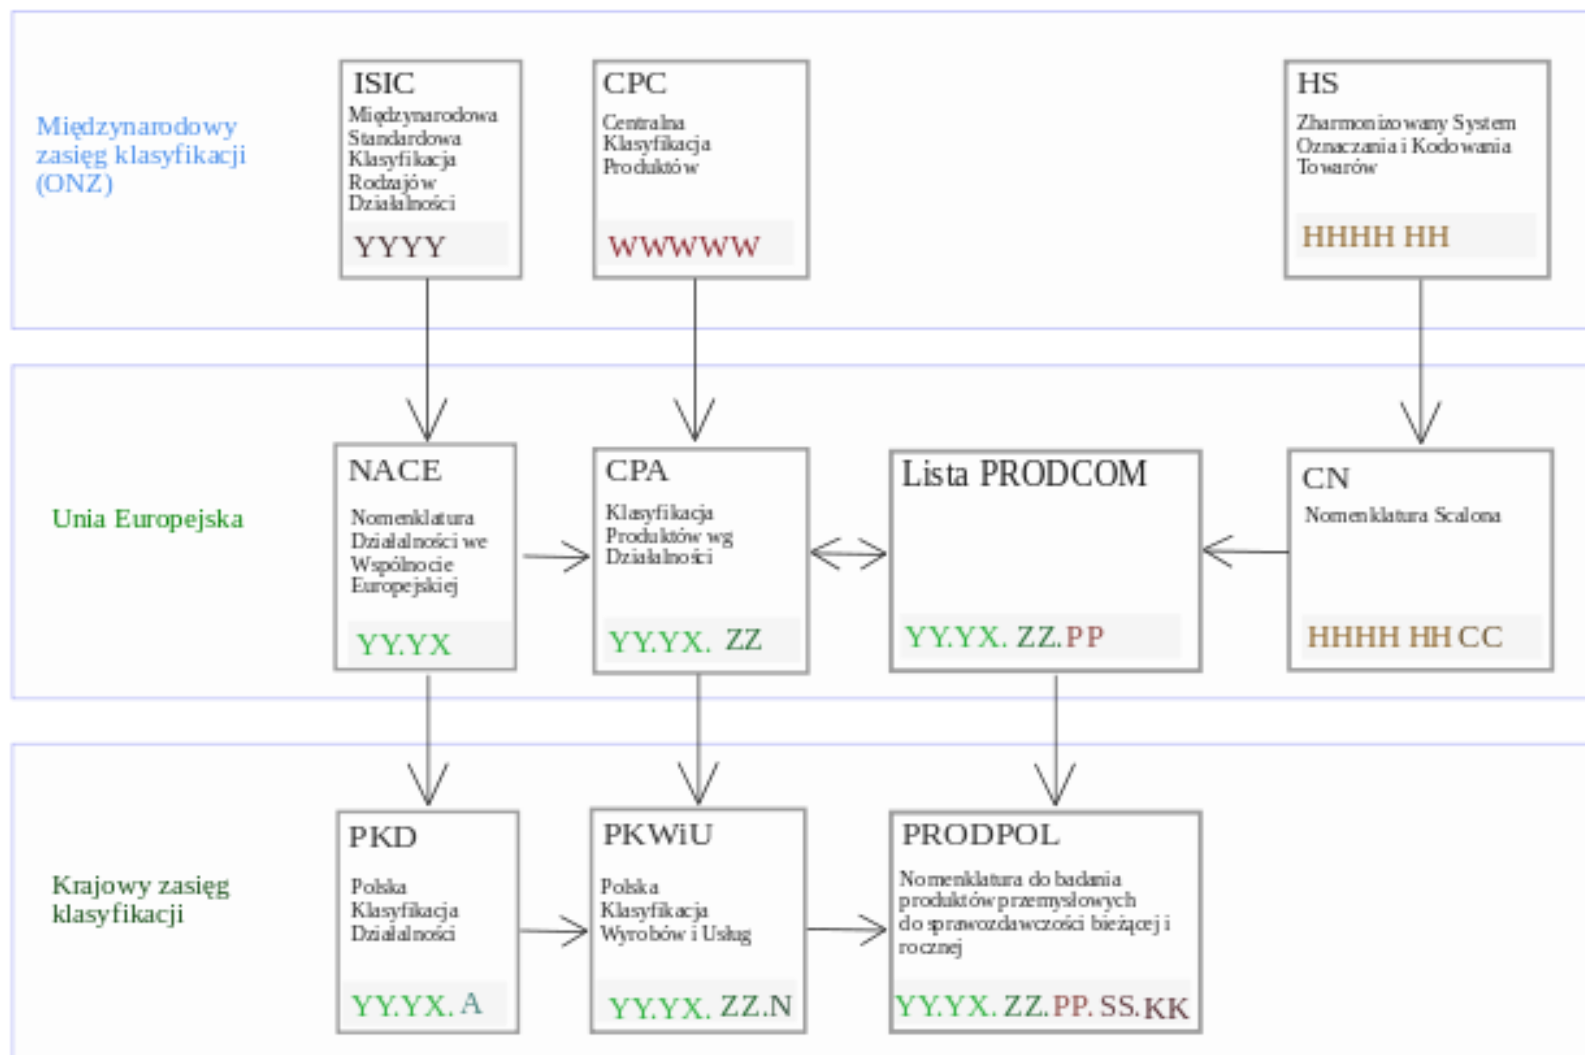 Międzynarodowy
zasięg klasyfikacji
(ONZ)
ISIC
Międzynarodowa
Standardowa
Klasyfikacja
Rodzajów
Działalności
YYYY
CPC
Centralna
Klasyfikacja
Produktów
WWWWW
HS
Zharmonizowany System
Oznaczania i Kodowania
Towarów
HHHH HH
Unia Europejska
NACE
Nomenklatura
Działalności we
Wspólnocie
Europejskiej
YY.YX
CPA
Klasyfikacja
Produktów wg
Działalności
YY.YX. ZZ
Lista PRODCOM
YY.YX. ZZ.PP
CN
Nomenklatura Scalona
HHHH HH CC
Krajowy zasięg
klasyfikacji
PKD
Polska
Klasyfikacja
Działalności
YY.YX. A
PKWiU
Polska
Klasyfikacja
Wyrobów i Usług
YY.YX. ZZ.N
PRODPOL
Nomenklatura do badania
produktów przemysłowych
do sprawozdawczości bieżącej i
rocznej
YY.YX. ZZ.PP. SS.KK